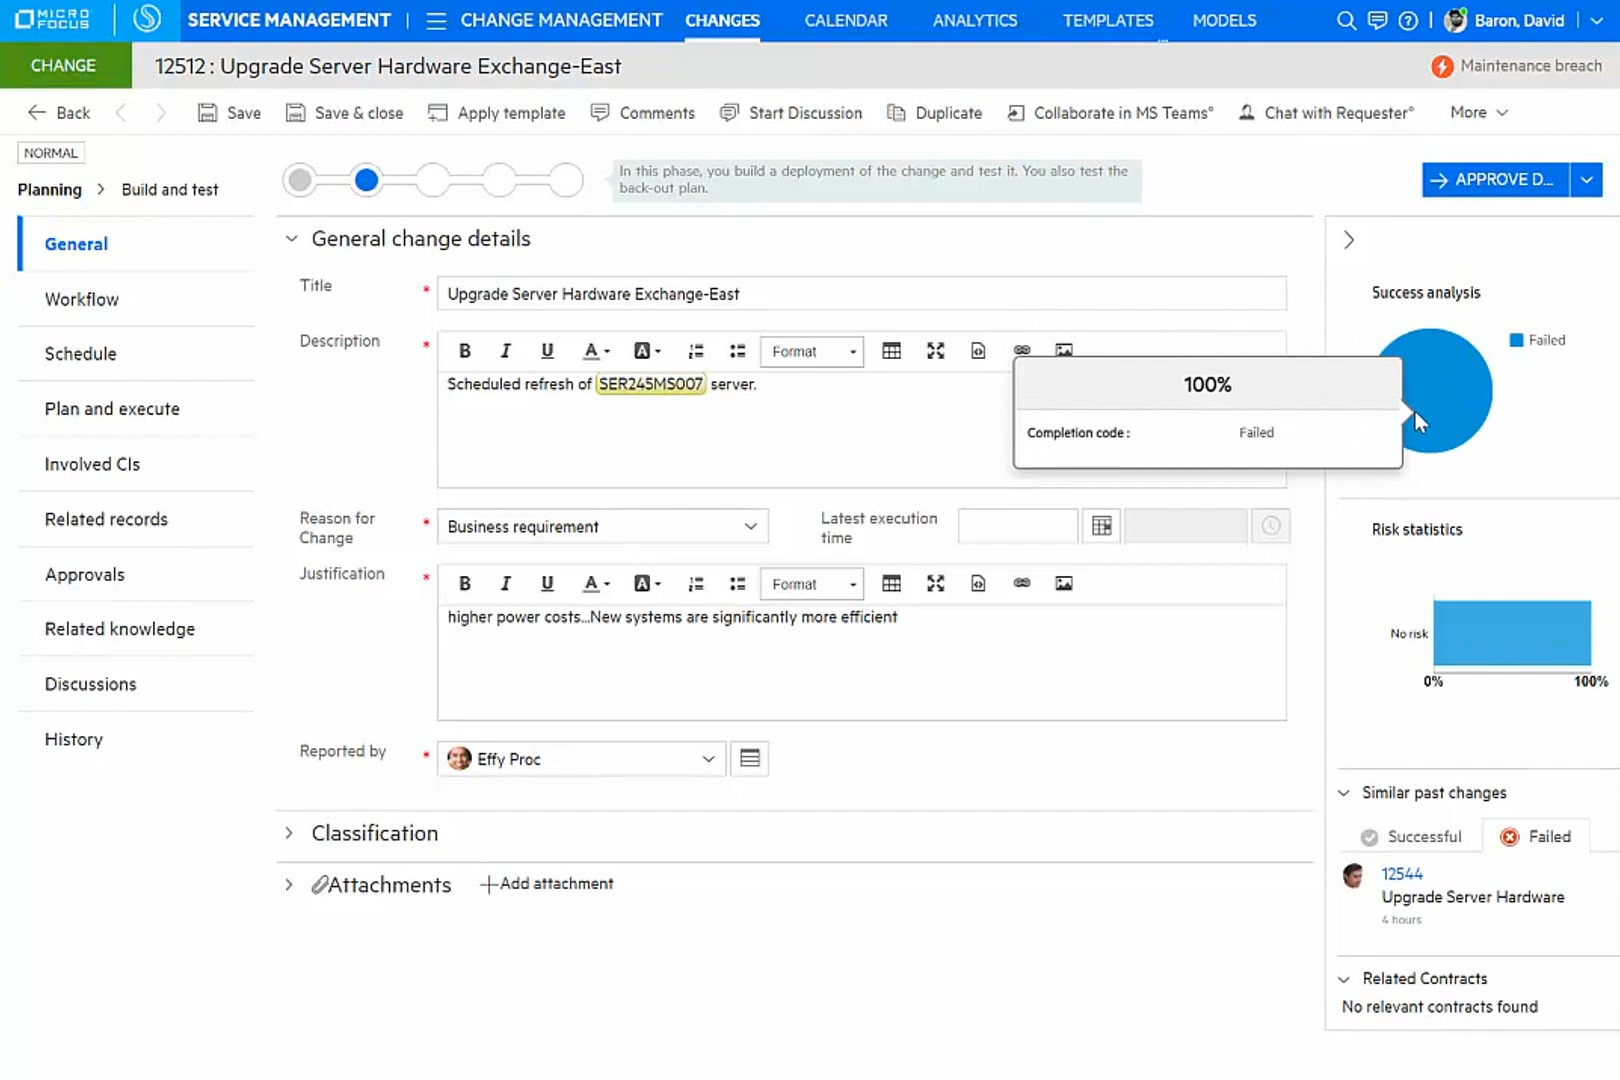 MICRO
FOCUS
SERVICE MANAGEMENT
CHANGE MANAGEMENT
CHANGES
CALENDAR
ANALYTICS
TEMPLATES
MODELS
Baron, David
CHANGE
12512 : Upgrade Server Hardware Exchange-East
Maintenance breach
Back
Save
Save & close
Apply template
Comments
Start Discussion
Duplicate
Collaborate in MS Teams°
Chat with Requester°
More
NORMAL
Planning > Build and test
In this phase, you build a deployment of the change and test it. You also test the
back-out plan.
APPROVE D...
General
Workflow
Schedule
Plan and execute
Involved CIs
Related records
Approvals
Related knowledge
Discussions
History
General change details
Title *
Upgrade Server Hardware Exchange-East
Description *
B I U A A Format
Scheduled refresh of SER245MS007 server.
Reason for
Change *
Business requirement
Latest execution
time
Justification *
B I U A A Format
higher power costs...New systems are significantly more efficient
Reported by *
Effy Proc
Classification
Attachments
Add attachment
Success analysis
Failed
100%
Completion code : Failed
Risk statistics
No risk
0% 100%
Similar past changes
Successful
Failed
12544
Upgrade Server Hardware
4 hours
Related Contracts
No relevant contracts found